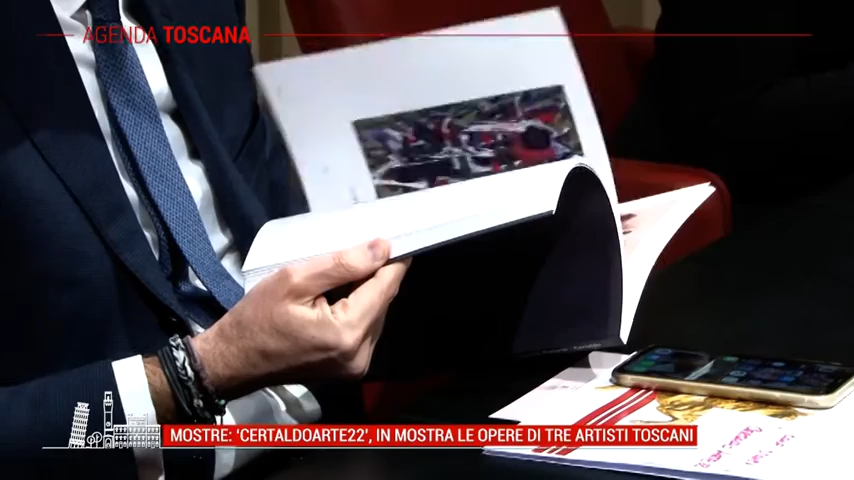 AGENDA TOSCANA
MOSTRE: 'CERTALDOARTE22', IN MOSTRA LE OPERE DI TRE ARTISTI TOSCANI